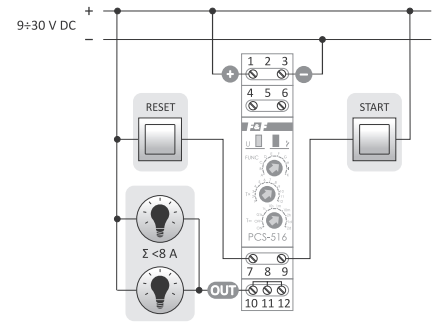 +
9÷30 V DC
−
1 2 3
+ −
4 5 6
RESET
START
F&F
U
FUNC
PCS-516
Σ <8 A
7 8 9
OUT
10 11 12